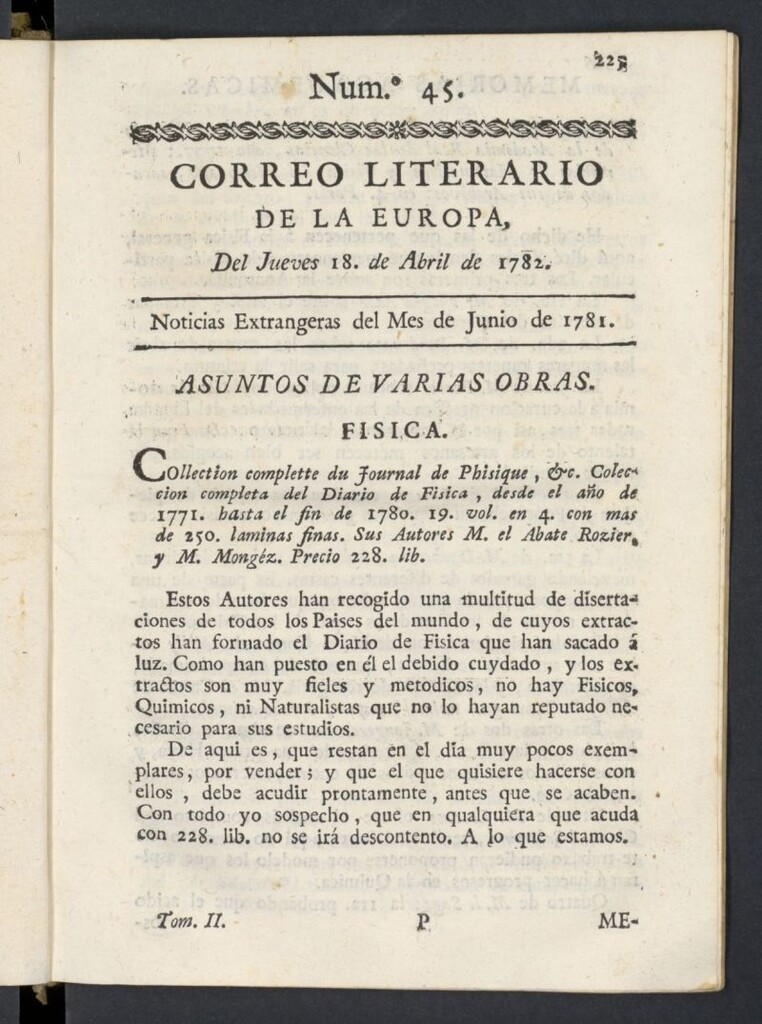 225
Num.º 45.
CORREO LITERARIO
DE LA EUROPA,
Del Jueves 18. de Abril de 1782.
Noticias Extrangeras del Mes de Junio de 1781.
ASUNTOS DE VARIAS OBRAS.
FISICA.
COllection complette du Journal de Phisique, &c. Colec-
cion completa del Diario de Fisica, desde el año de
1771. hasta el fin de 1780. 19. vol. en 4. con mas
de 250. laminas finas. Sus Autores M. el Abate Rozier,
y M. Mongéz. Precio 228. lib.
Estos Autores han recogido una multitud de diserta-
ciones de todos los Paises del mundo, de cuyos extrac-
tos han formado el Diario de Fisica que han sacado á
luz. Como han puesto en él el debido cuydado, y los ex-
tractos son muy fieles y metodicos, no hay Fisicos,
Quimicos, ni Naturalistas que no lo hayan reputado ne-
cesario para sus estudios.
De aqui es, que restan en el dia muy pocos exem-
plares, por vender; y que el que quisiere hacerse con
ellos, debe acudir prontamente, antes que se acaben.
Con todo yo sospecho, que en qualquiera que acuda
con 228. lib. no se irá descontento. A lo que estamos.
Tom. II. P ME-